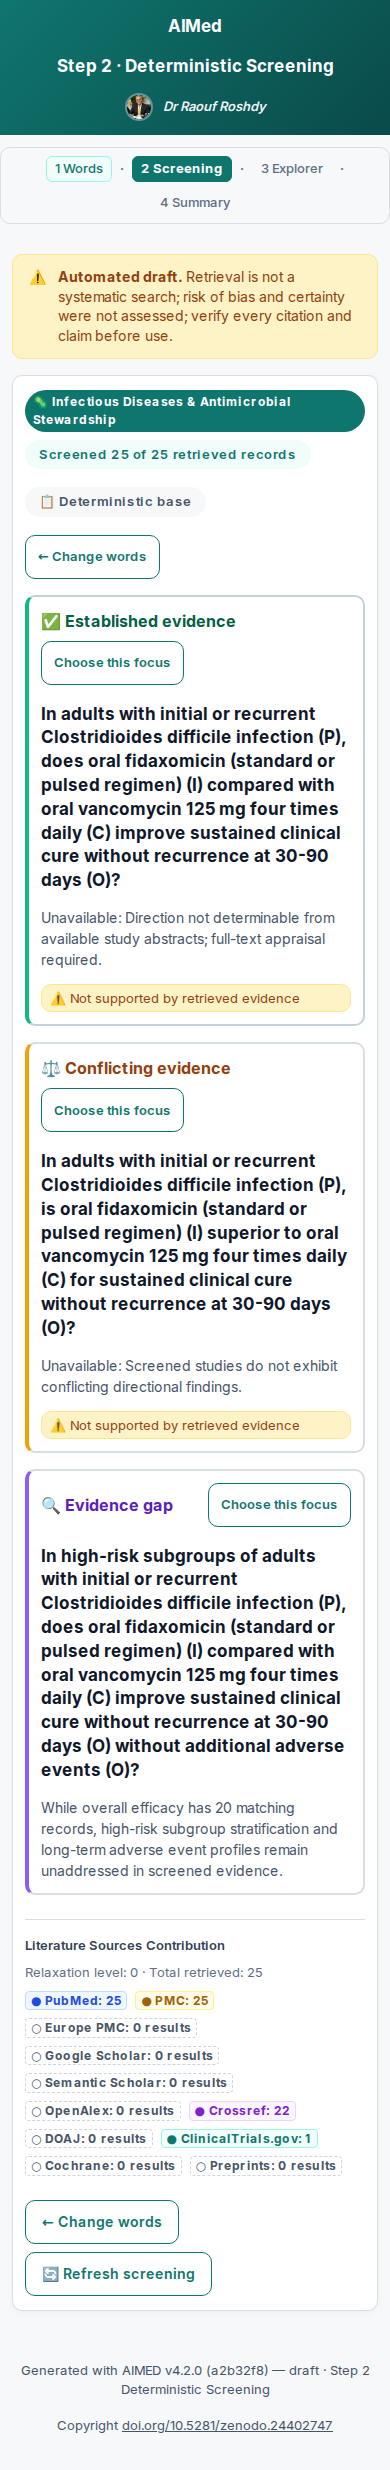 AIMed
Step 2 · Deterministic Screening
Dr Raouf Roshdy
1 Words · 2 Screening · 3 Explorer ·
4 Summary
⚠️ Automated draft. Retrieval is not a
systematic search; risk of bias and certainty
were not assessed; verify every citation and
claim before use.
🦠 Infectious Diseases & Antimicrobial
Stewardship
Screened 25 of 25 retrieved records
📋 Deterministic base
← Change words
✅ Established evidence
Choose this focus
In adults with initial or recurrent
Clostridioides difficile infection (P),
does oral fidaxomicin (standard or
pulsed regimen) (I) compared with
oral vancomycin 125 mg four times
daily (C) improve sustained clinical
cure without recurrence at 30-90
days (O)?
Unavailable: Direction not determinable from
available study abstracts; full-text appraisal
required.
⚠️ Not supported by retrieved evidence
⚖️ Conflicting evidence
Choose this focus
In adults with initial or recurrent
Clostridioides difficile infection (P),
is oral fidaxomicin (standard or
pulsed regimen) (I) superior to oral
vancomycin 125 mg four times daily
(C) for sustained clinical cure
without recurrence at 30-90 days
(O)?
Unavailable: Screened studies do not exhibit
conflicting directional findings.
⚠️ Not supported by retrieved evidence
🔍 Evidence gap Choose this focus
In high-risk subgroups of adults
with initial or recurrent
Clostridioides difficile infection (P),
does oral fidaxomicin (standard or
pulsed regimen) (I) compared with
oral vancomycin 125 mg four times
daily (C) improve sustained clinical
cure without recurrence at 30-90
days (O) without additional adverse
events (O)?
While overall efficacy has 20 matching
records, high-risk subgroup stratification and
long-term adverse event profiles remain
unaddressed in screened evidence.
Literature Sources Contribution
Relaxation level: 0 · Total retrieved: 25
● PubMed: 25 ● PMC: 25
○ Europe PMC: 0 results
○ Google Scholar: 0 results
○ Semantic Scholar: 0 results
○ OpenAlex: 0 results ● Crossref: 22
○ DOAJ: 0 results ● ClinicalTrials.gov: 1
○ Cochrane: 0 results ○ Preprints: 0 results
← Change words
🔄 Refresh screening
Generated with AIMED v4.2.0 (a2b32f8) — draft · Step 2
Deterministic Screening
Copyright doi.org/10.5281/zenodo.24402747